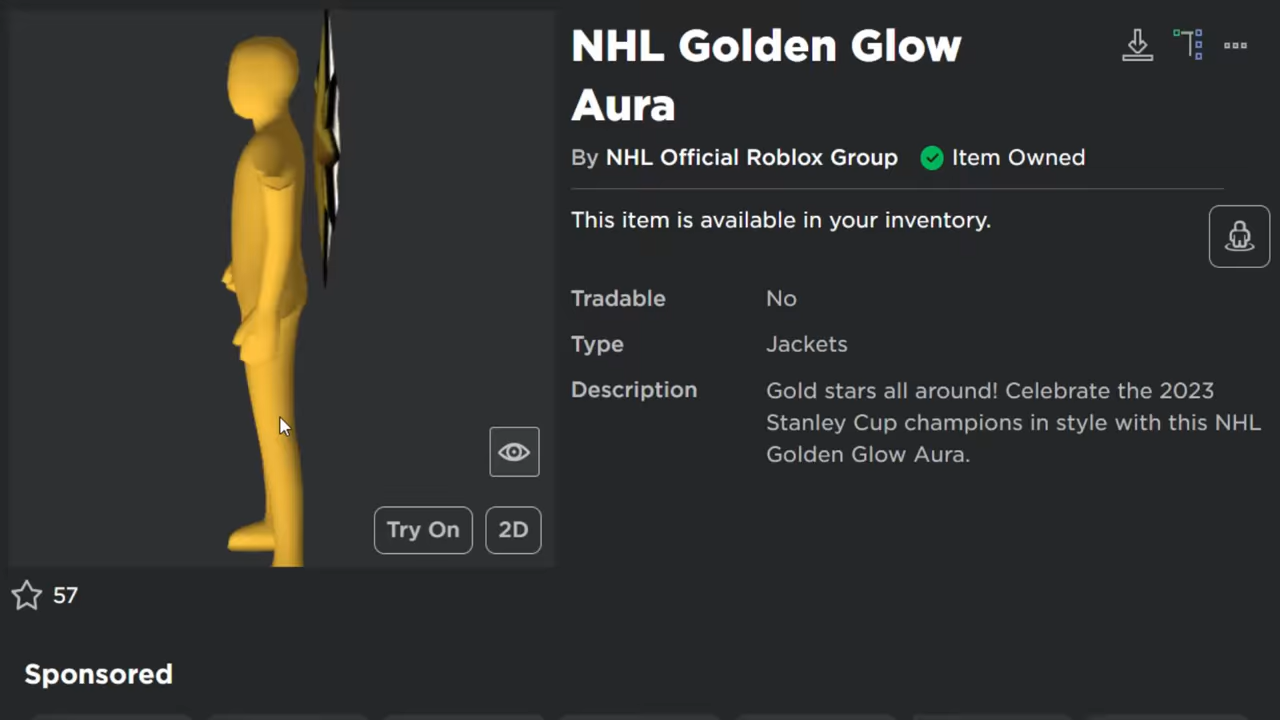 NHL Golden Glow
Aura
By NHL Official Roblox Group Item Owned
This item is available in your inventory.
Tradable No
Type Jackets
Description Gold stars all around! Celebrate the 2023
Stanley Cup champions in style with this NHL
Golden Glow Aura.
Try On 2D
57
Sponsored